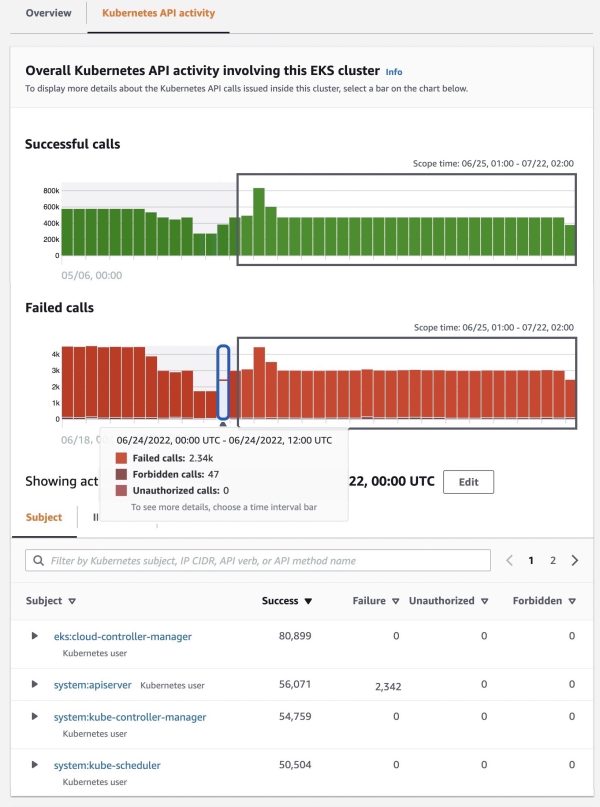 Overview Kubernetes API activity
Overall Kubernetes API activity involving this EKS cluster Info
To display more details about the Kubernetes API calls issued inside this cluster, select a bar on the chart below.
Successful calls
Scope time: 06/25, 01:00 - 07/22, 02:00
800k
600k
400k
200k
0
05/06, 00:00
Failed calls
Scope time: 06/25, 01:00 - 07/22, 02:00
4k
3k
2k
1k
0
06/18,
06/24/2022, 00:00 UTC - 06/24/2022, 12:00 UTC
Failed calls: 2.34k
Forbidden calls: 47
Unauthorized calls: 0
To see more details, choose a time interval bar
Showing act 22, 00:00 UTC Edit
Subject
Filter by Kubernetes subject, IP CIDR, API verb, or API method name 1 2
Subject Success Failure Unauthorized Forbidden
eks:cloud-controller-manager 80,899 0 0 0
Kubernetes user
system:apiserver Kubernetes user 56,071 2,342 0 0
system:kube-controller-manager 54,759 0 0 0
Kubernetes user
system:kube-scheduler 50,504 0 0 0
Kubernetes user